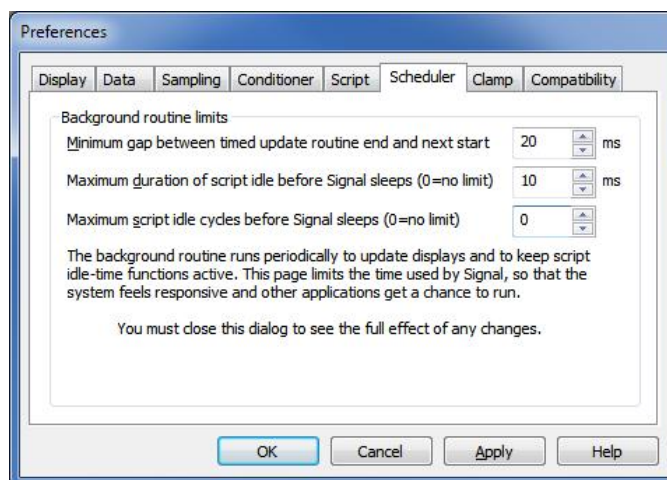 Preferences
Display Data Sampling Conditioner Script Scheduler Clamp Compatibility
Background routine limits
Minimum gap between timed update routine end and next start 20 ms
Maximum duration of script idle before Signal sleeps (0=no limit) 10 ms
Maximum script idle cycles before Signal sleeps (0=no limit) 0
The background routine runs periodically to update displays and to keep script
idle-time functions active. This page limits the time used by Signal, so that the
system feels responsive and other applications get a chance to run.
You must close this dialog to see the full effect of any changes.
OK Cancel Apply Help